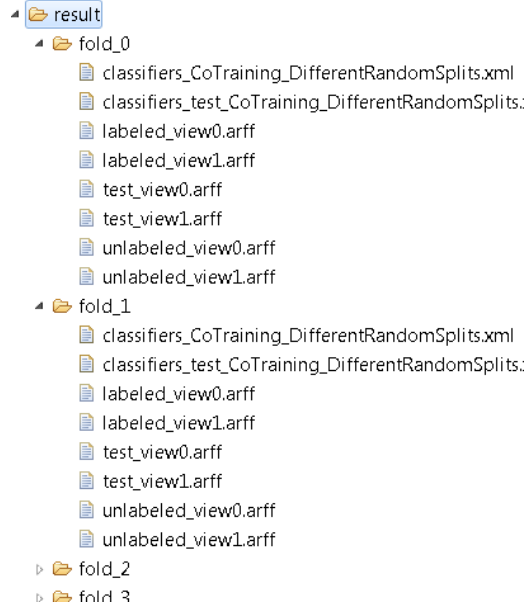 result
fold_0
classifiers_CoTraining_DifferentRandomSplits.xml
classifiers_test_CoTraining_DifferentRandomSplits.
labeled_view0.arff
labeled_view1.arff
test_view0.arff
test_view1.arff
unlabeled_view0.arff
unlabeled_view1.arff
fold_1
classifiers_CoTraining_DifferentRandomSplits.xml
classifiers_test_CoTraining_DifferentRandomSplits.
labeled_view0.arff
labeled_view1.arff
test_view0.arff
test_view1.arff
unlabeled_view0.arff
unlabeled_view1.arff
fold_2
fold_3